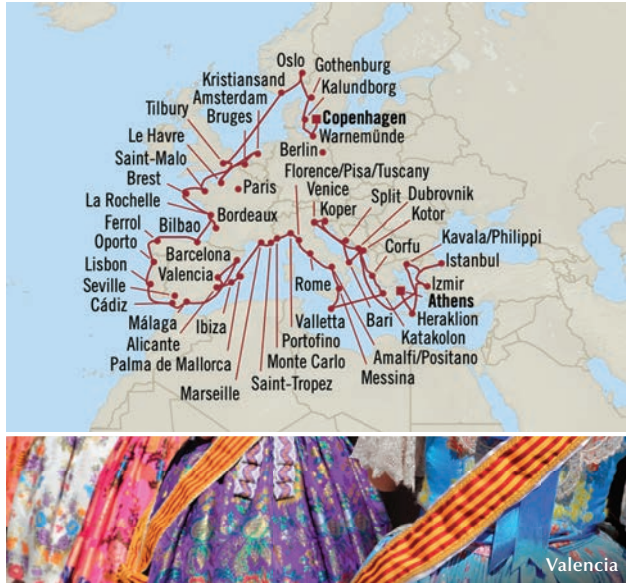 Oslo
Gothenburg
Kristiansand
Kalundborg
Amsterdam
Tilbury
Bruges
Copenhagen
Le Havre
Warnemünde
Saint-Malo
Berlin
Brest
Paris
Florence/Pisa/Tuscany
La Rochelle
Venice
Split
Dubrovnik
Koper
Kotor
Ferrol
Bilbao
Bordeaux
Oporto
Corfu
Kavala/Philippi
Barcelona
Istanbul
Lisbon
Valencia
Seville
Rome
Izmir
Cádiz
Athens
Málaga
Ibiza
Valletta
Bari
Heraklion
Alicante
Portofino
Katakolon
Palma de Mallorca
Monte Carlo
Amalfi/Positano
Marseille
Saint-Tropez
Messina
Valencia